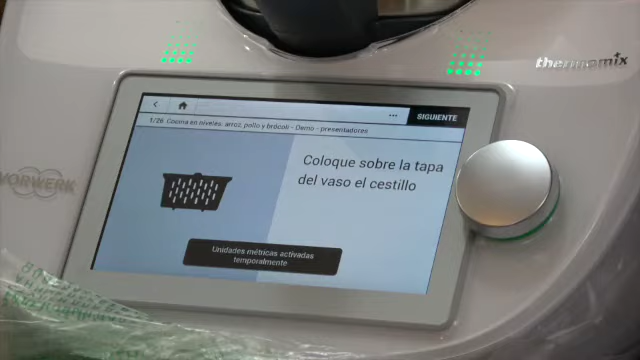 thermomix
SIGUIENTE
1/26 Cocina en niveles: arroz, pollo y brócoli - Demo - presentadores
Coloque sobre la tapa
del vaso el cestillo
VORWERK
Unidades métricas activadas
temporalmente